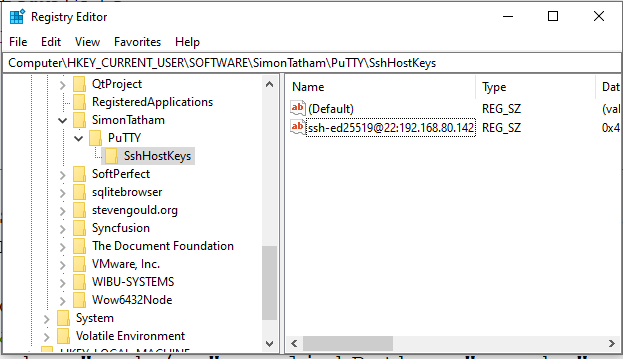 Registry Editor
File Edit View Favorites Help
Computer\HKEY_CURRENT_USER\SOFTWARE\SimonTatham\PuTTY\SshHostKeys
QtProject
RegisteredApplications
SimonTatham
PuTTY
SshHostKeys
SoftPerfect
sqlitebrowser
stevengould.org
Syncfusion
The Document Foundation
VMware, Inc.
WIBU-SYSTEMS
Wow6432Node
System
Volatile Environment
HKEY_LOCAL_MACHINE
Name Type Dat
(Default) REG_SZ (val
ssh-ed25519@22:192.168.80.142 REG_SZ 0x4